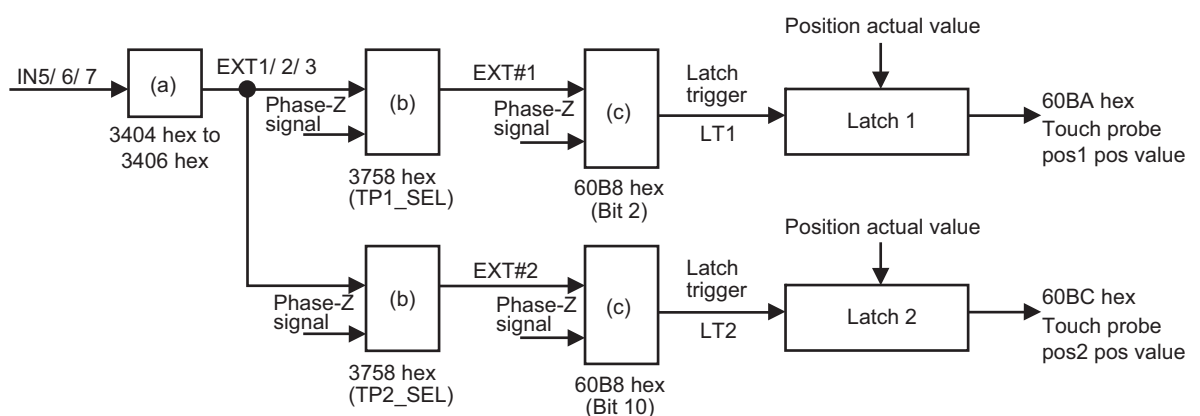 Position actual value
IN5/ 6/ 7
(a)
EXT1/ 2/ 3
Phase-Z
signal
(b)
EXT#1
Phase-Z
signal
(c)
Latch
trigger
LT1
Latch 1
60BA hex
Touch probe
pos1 pos value
3404 hex to
3406 hex
3758 hex
(TP1_SEL)
60B8 hex
(Bit 2)
Position actual value
Phase-Z
signal
(b)
EXT#2
Phase-Z
signal
(c)
Latch
trigger
LT2
Latch 2
60BC hex
Touch probe
pos2 pos value
3758 hex
(TP2_SEL)
60B8 hex
(Bit 10)